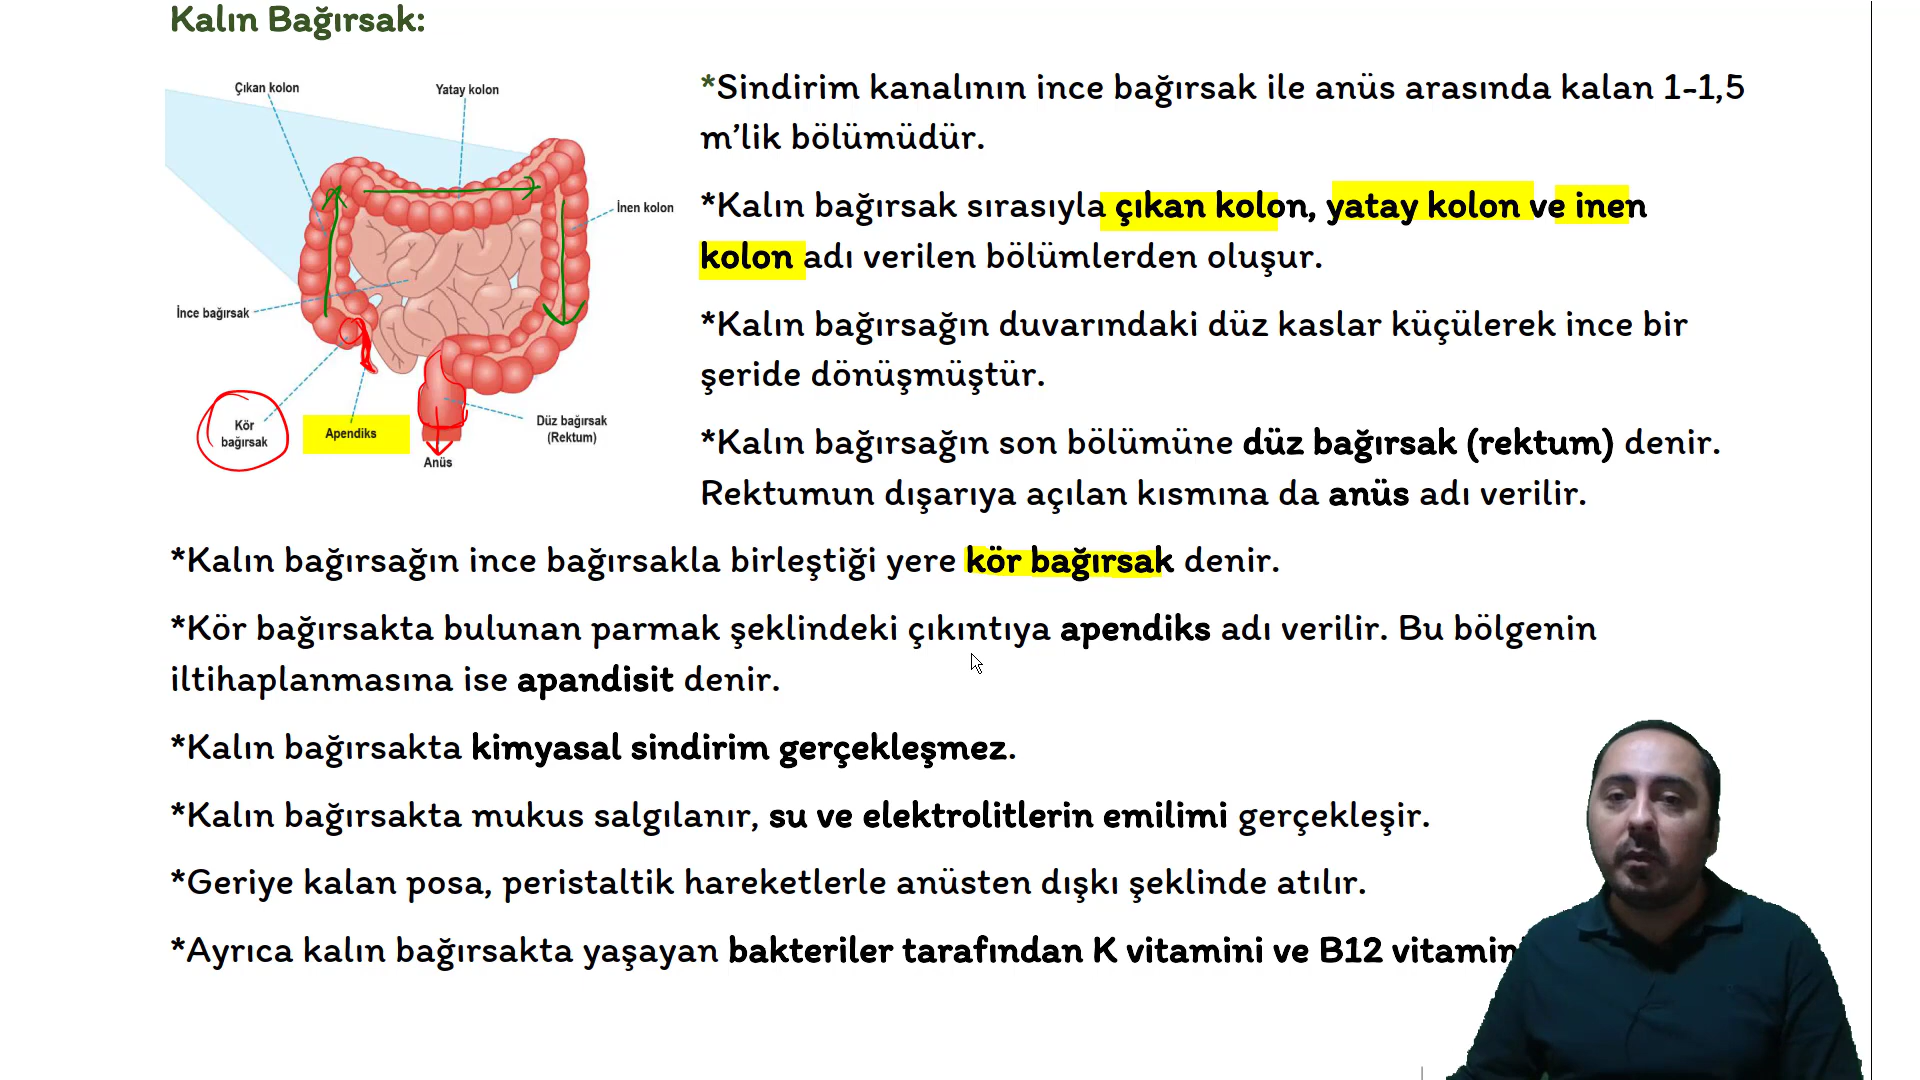 Kalın Bağırsak:
Çıkan kolon
Yatay kolon
İnen kolon
İnce bağırsak
Kör
bağırsak
Apendiks
Düz bağırsak
(Rektum)
Anüs
*Sindirim kanalının ince bağırsak ile anüs arasında kalan 1-1,5
m’lik bölümüdür.
*Kalın bağırsak sırasıyla çıkan kolon, yatay kolon ve inen
kolon adı verilen bölümlerden oluşur.
*Kalın bağırsağın duvarındaki düz kaslar küçülerek ince bir
şeride dönüşmüştür.
*Kalın bağırsağın son bölümüne düz bağırsak (rektum) denir.
Rektumun dışarıya açılan kısmına da anüs adı verilir.
*Kalın bağırsağın ince bağırsakla birleştiği yere kör bağırsak denir.
*Kör bağırsakta bulunan parmak şeklindeki çıkıntıya apendiks adı verilir. Bu bölgenin
iltihaplanmasına ise apandisit denir.
*Kalın bağırsakta kimyasal sindirim gerçekleşmez.
*Kalın bağırsakta mukus salgılanır, su ve elektrolitlerin emilimi gerçekleşir.
*Geriye kalan posa, peristaltik hareketlerle anüsten dışkı şeklinde atılır.
*Ayrıca kalın bağırsakta yaşayan bakteriler tarafından K vitamini ve B12 vitamin